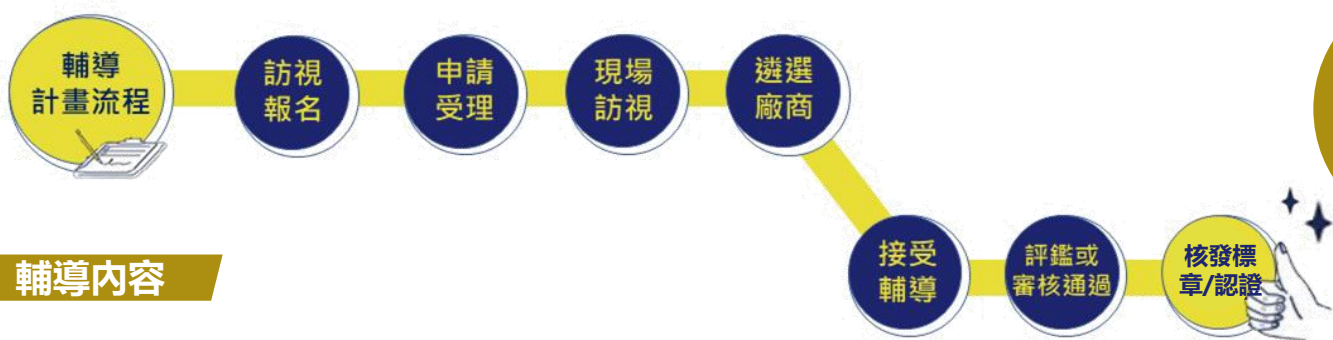 輔導
計畫流程
訪視
報名
申請
受理
現場
訪視
遴選
廠商
接受
輔導
評鑑或
審核通過
核發標
章/認證
輔導內容